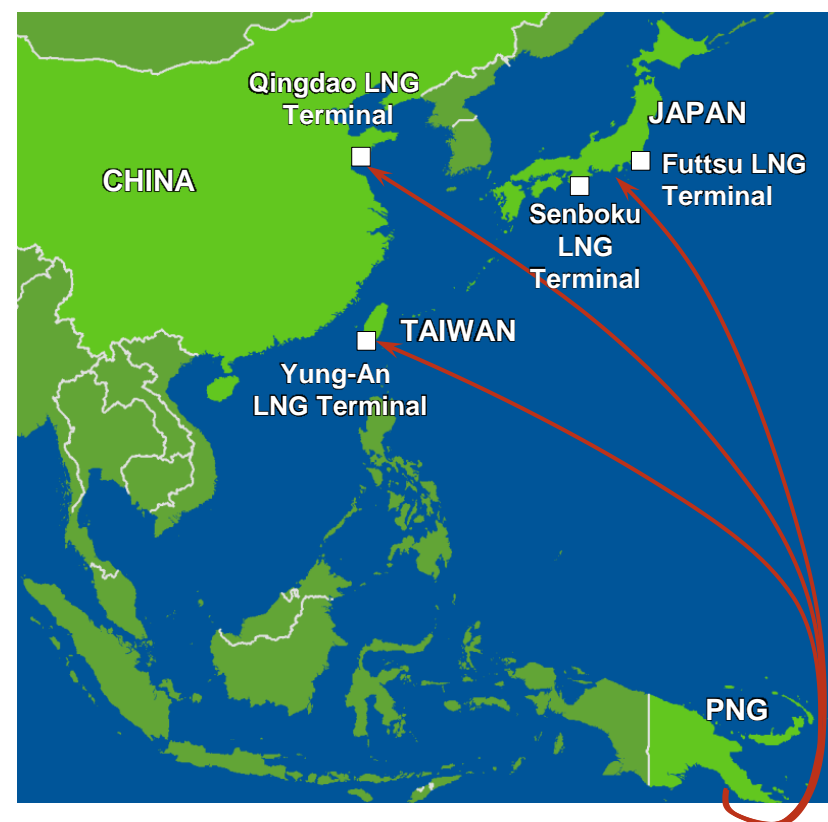 Qingdao LNG
Terminal
JAPAN
CHINA
Futtsu LNG
Terminal
Senboku
LNG
Terminal
TAIWAN
Yung-An
LNG Terminal
PNG